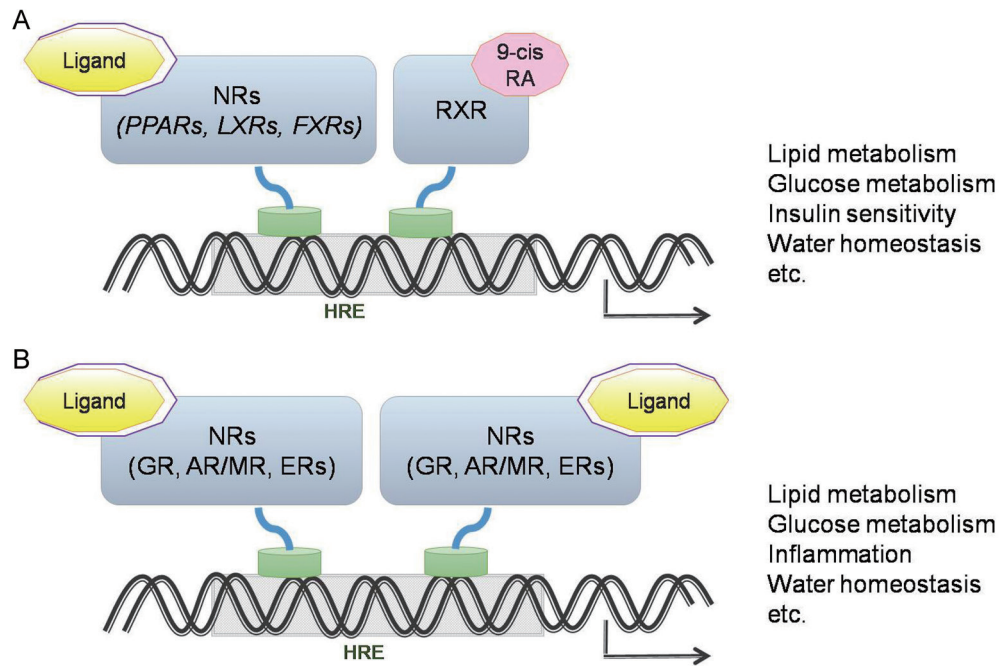 A
Ligand
NRs
(PPARs, LXRs, FXRs)
RXR
9-cis
RA
HRE
Lipid metabolism
Glucose metabolism
Insulin sensitivity
Water homeostasis
etc.
B
Ligand
NRs
(GR, AR/MR, ERs)
NRs
(GR, AR/MR, ERs)
Ligand
HRE
Lipid metabolism
Glucose metabolism
Inflammation
Water homeostasis
etc.